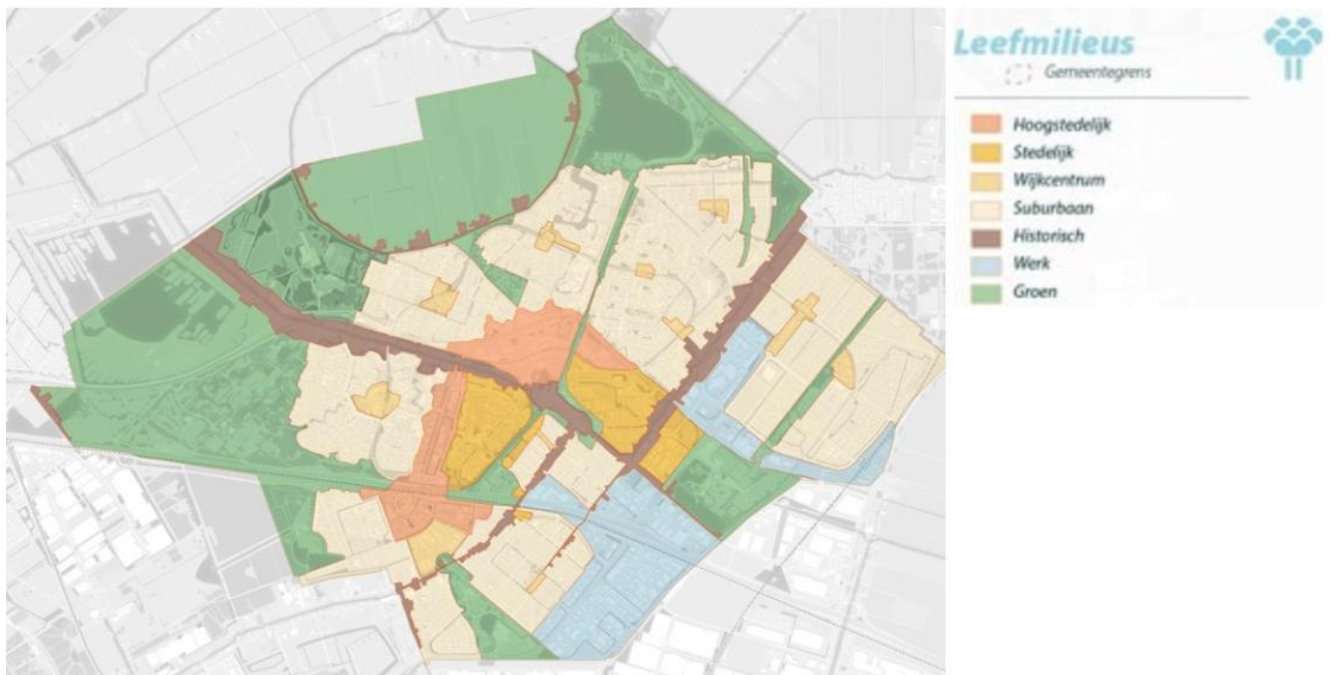 Leefmilieus
Gemeentegrens
Hoogstedelijk
Stedelijk
Wijkcentrum
Suburbaan
Historisch
Werk
Groen